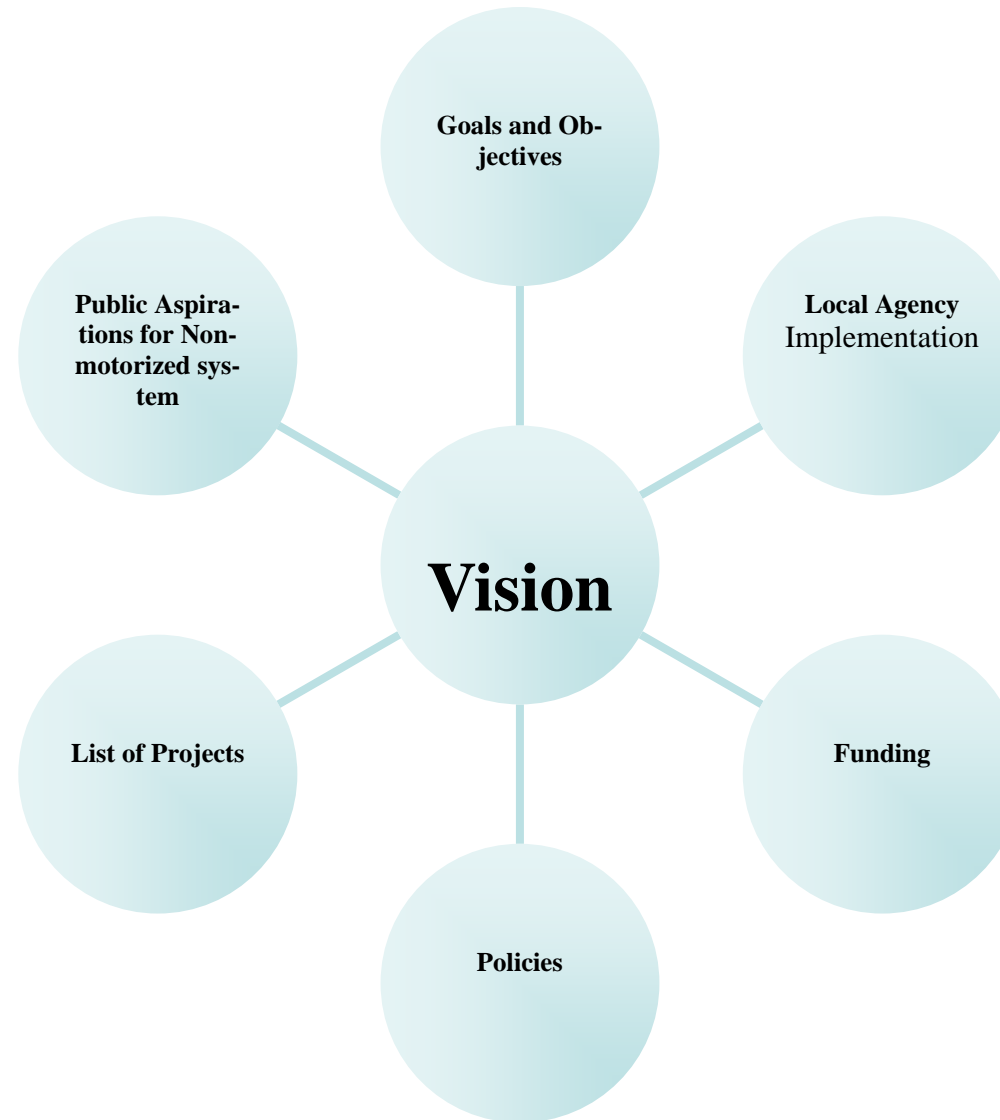 Goals and Ob-
jectives
Public Aspira-
tions for Non-
motorized sys-
tem
Local Agency
Implementation
Vision
List of Projects
Funding
Policies